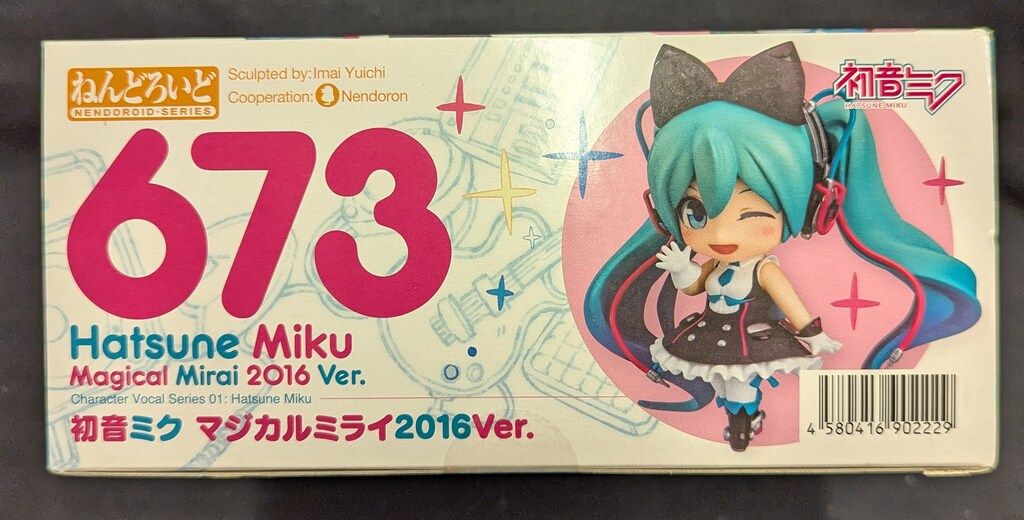 ねんどろいど
NENDOROID-SERIES
Sculpted by: Imai Yuichi
Cooperation: Nendoron
初音ミク
HATSUNE MIKU
673
Hatsune Miku
Magical Mirai 2016 Ver.
Character Vocal Series 01: Hatsune Miku
初音ミク マジカルミライ2016Ver.
4 580416 902229